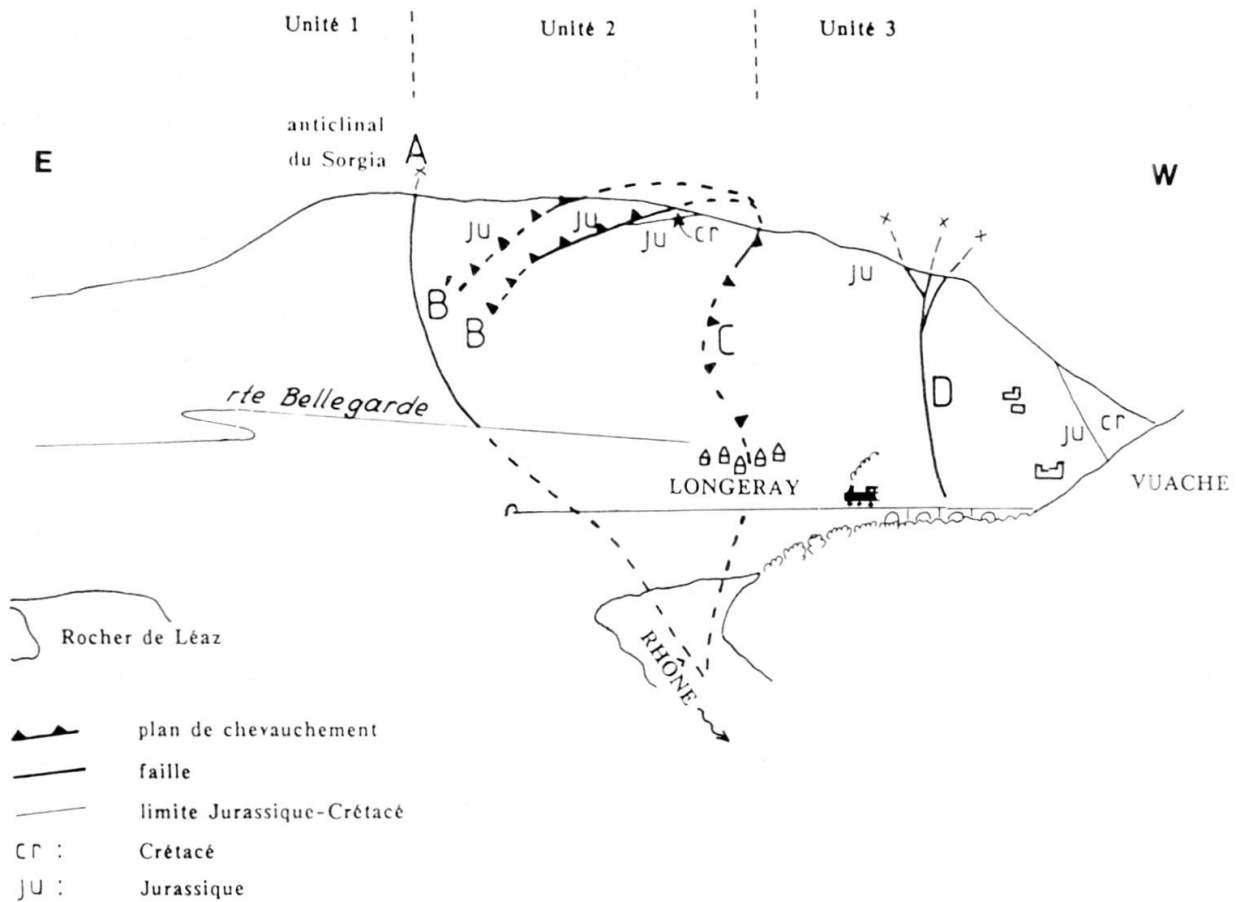 Unité 1
Unité 2
Unité 3
anticlinal
du Sorgia
A
E
W
ju
ju
ju
cr
ju
B'
B
C
D
rte Bellegarde
LONGERAY
ju
cr
VUACHE
Rocher de Léaz
RHÔNE
plan de chevauchement
faille
limite Jurassique-Crétacé
cr : Crétacé
ju : Jurassique